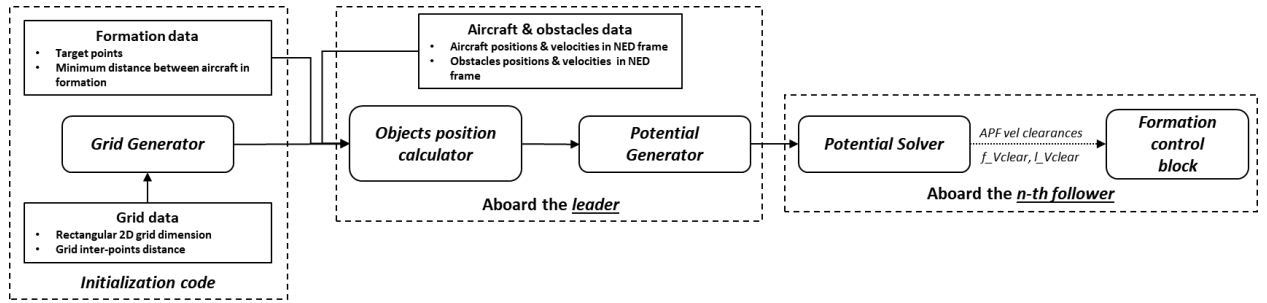 Formation data
• Target points
• Minimum distance between aircraft in
formation
Grid Generator
Grid data
• Rectangular 2D grid dimension
• Grid inter-points distance
Initialization code
Aircraft & obstacles data
• Aircraft positions & velocities in NED frame
• Obstacles positions & velocities in NED
frame
Objects position
calculator
Potential
Generator
Aboard the leader
Potential Solver
APF vel clearances
f_Vclear, l_Vclear
Formation
control
block
Aboard the n-th follower